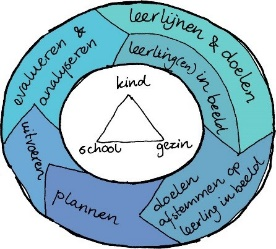 leerlijnen & doelen
leerling(en) in beeld
doelen
afstemmen op
leerling in beeld
plannen
uitvoeren
evalueren &
analyseren
kind
school
gezin